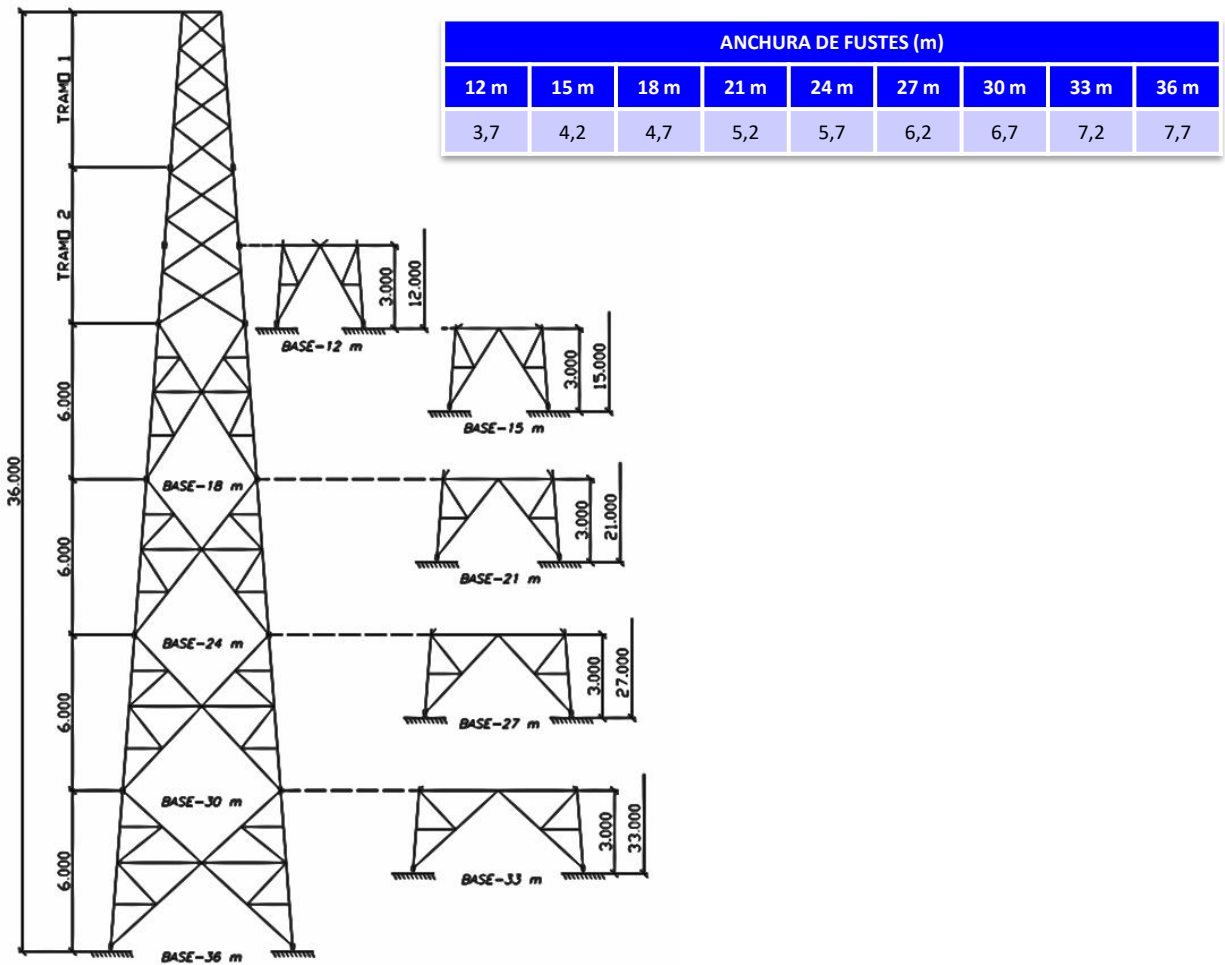 ANCHURA DE FUSTES (m)
12 m 15 m 18 m 21 m 24 m 27 m 30 m 33 m 36 m
3,7 4,2 4,7 5,2 5,7 6,2 6,7 7,2 7,7
TRAMO 1
TRAMO 2
3.000
12.000
BASE-12 m
3.000
15.000
BASE-15 m
6.000
36.000
BASE-18 m
3.000
21.000
BASE-21 m
6.000
BASE-24 m
3.000
27.000
BASE-27 m
6.000
BASE-30 m
3.000
33.000
BASE-33 m
6.000
BASE-36 m